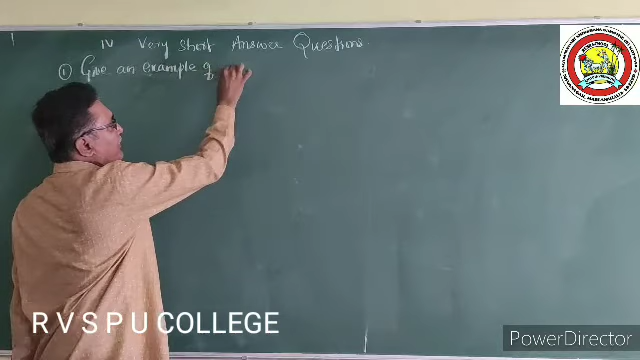 IV Very Short Answer Questions.
① Give an example of
R V S P U COLLEGE
PowerDirector